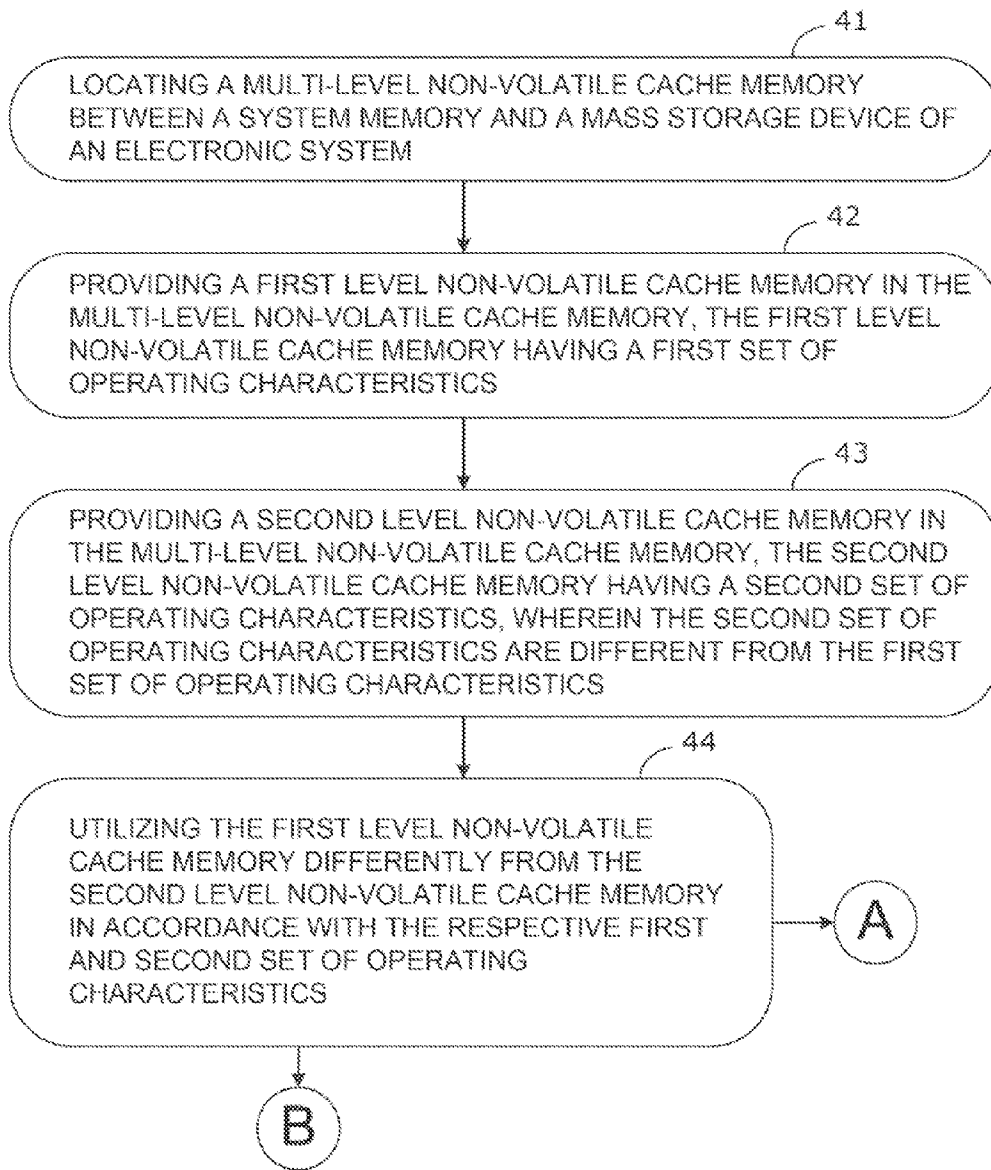 41
LOCATING A MULTI-LEVEL NON-VOLATILE CACHE MEMORY
BETWEEN A SYSTEM MEMORY AND A MASS STORAGE DEVICE OF
AN ELECTRONIC SYSTEM
42
PROVIDING A FIRST LEVEL NON-VOLATILE CACHE MEMORY IN THE
MULTI-LEVEL NON-VOLATILE CACHE MEMORY, THE FIRST LEVEL
NON-VOLATILE CACHE MEMORY HAVING A FIRST SET OF
OPERATING CHARACTERISTICS
43
PROVIDING A SECOND LEVEL NON-VOLATILE CACHE MEMORY IN
THE MULTI-LEVEL NON-VOLATILE CACHE MEMORY, THE SECOND
LEVEL NON-VOLATILE CACHE MEMORY HAVING A SECOND SET OF
OPERATING CHARACTERISTICS, WHEREIN THE SECOND SET OF
OPERATING CHARACTERISTICS ARE DIFFERENT FROM THE FIRST
SET OF OPERATING CHARACTERISTICS
44
UTILIZING THE FIRST LEVEL NON-VOLATILE
CACHE MEMORY DIFFERENTLY FROM THE
SECOND LEVEL NON-VOLATILE CACHE MEMORY
IN ACCORDANCE WITH THE RESPECTIVE FIRST
AND SECOND SET OF OPERATING
CHARACTERISTICS
A
B